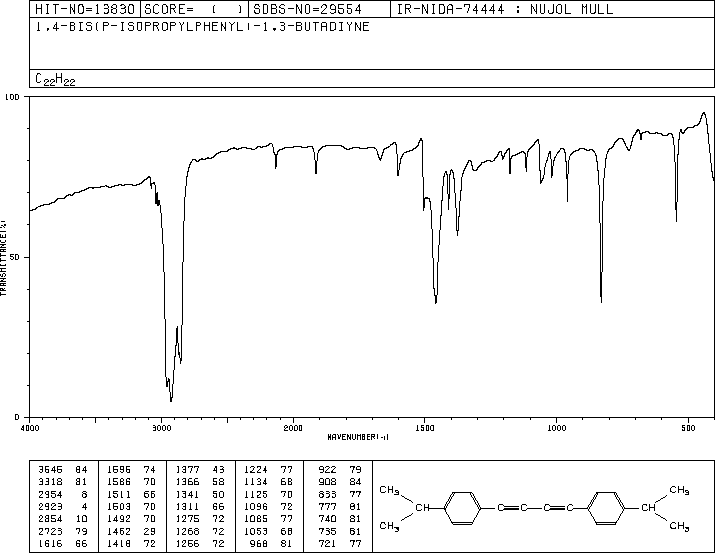 HIT-NO=13830 SCORE= ( ) SDBS-NO=29554 IR-NIDA-74444 : NUJOL MULL
1,4-BIS(P-ISOPROPYLPHENYL)-1,3-BUTADIYNE
C22H22
100
50
0
TRANSMITTANCE(%)
4000 3000 2000 1500 1000 500
WAVENUMBER(-1)
3645 84 1596 74 1377 43 1224 77 922 79
3318 81 1566 70 1366 58 1134 68 908 84
2954 8 1511 66 1341 50 1125 70 833 77
2923 4 1503 70 1311 66 1096 72 777 81
2854 10 1492 70 1275 72 1085 77 740 81
2723 79 1462 29 1268 72 1053 68 735 81
1616 66 1418 72 1256 72 968 81 721 77
CH3 CH3
CH CH
CH3 CH3